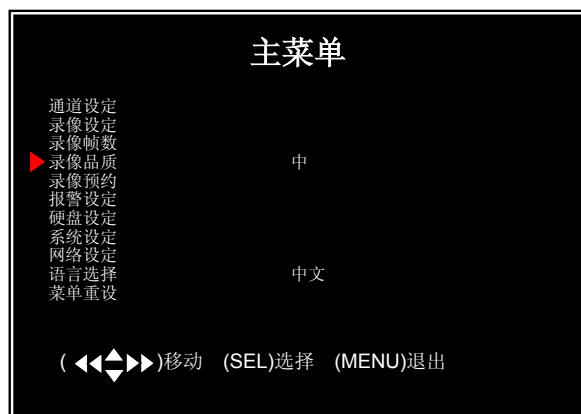 主菜单
通道设定
录像设定
录像帧数
录像品质 中
录像预约
报警设定
硬盘设定
系统设定
网络设定
语言选择 中文
菜单重设
( )移动 (SEL)选择 (MENU)退出